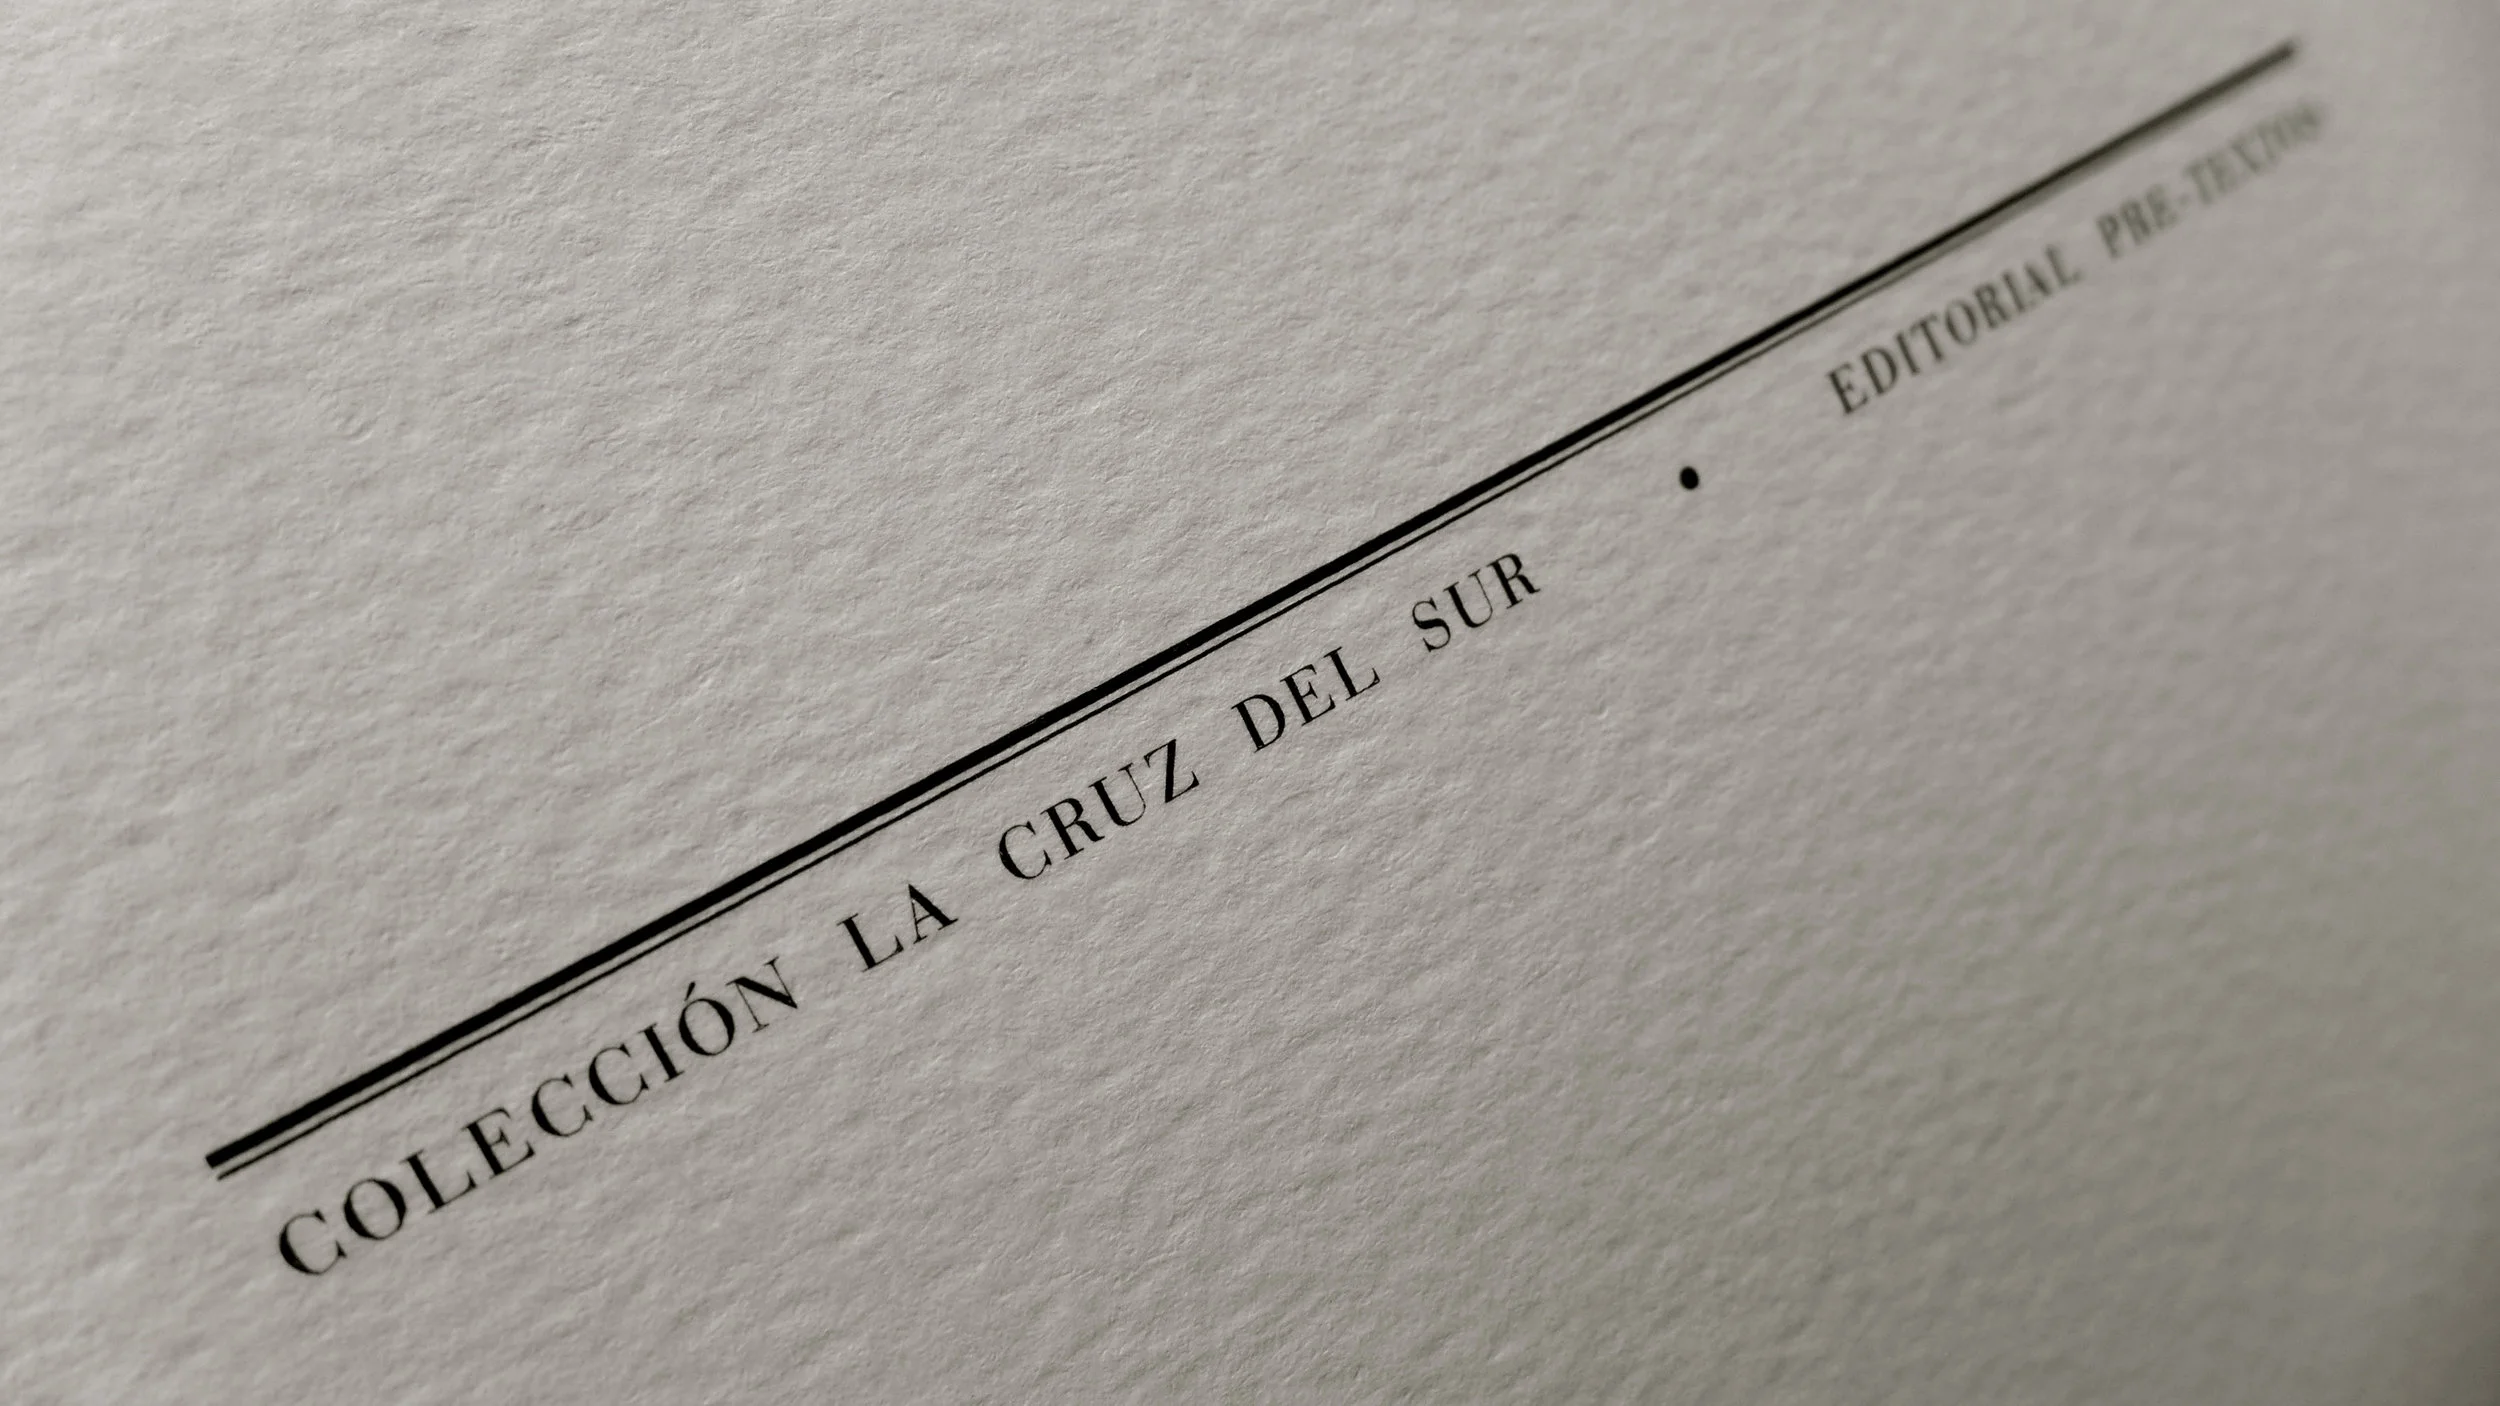 COLECCIÓN LA CRUZ DEL SUR • EDITORIAL PRE-TEXTOS